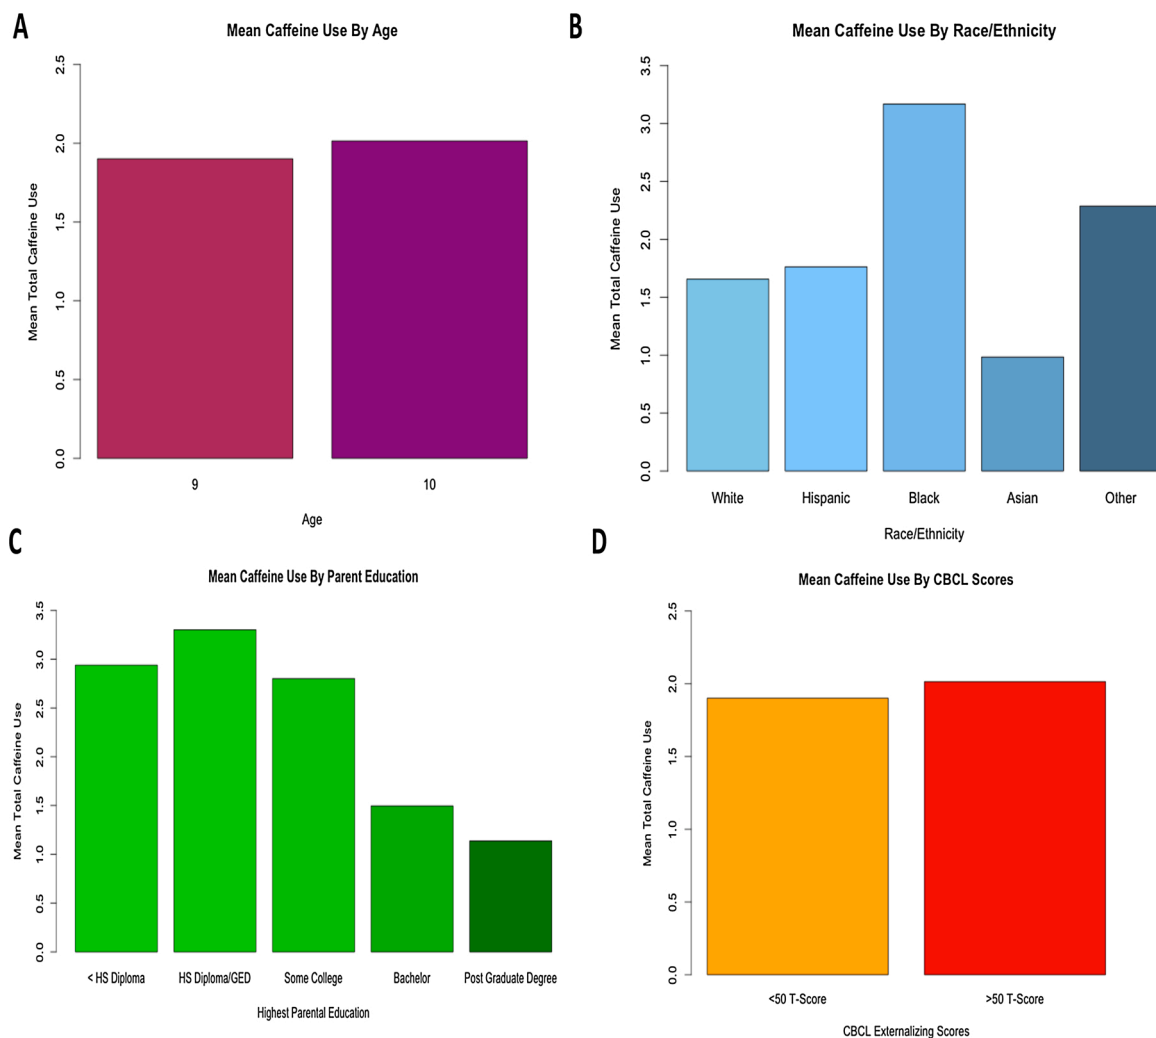 A
Mean Caffeine Use By Age
2.5
2.0
1.5
1.0
0.5
0.0
Mean Total Caffeine Use
9 10
Age
B
Mean Caffeine Use By Race/Ethnicity
3.5
3.0
2.5
2.0
1.5
1.0
0.5
0.0
Mean Total Caffeine Use
White Hispanic Black Asian Other
Race/Ethnicity
C
Mean Caffeine Use By Parent Education
3.5
3.0
2.5
2.0
1.5
1.0
0.5
0.0
Mean Total Caffeine Use
< HS Diploma HS Diploma/GED Some College Bachelor Post Graduate Degree
Highest Parental Education
D
Mean Caffeine Use By CBCL Scores
2.5
2.0
1.5
1.0
0.5
0.0
Mean Total Caffeine Use
<50 T-Score >50 T-Score
CBCL Externalizing Scores